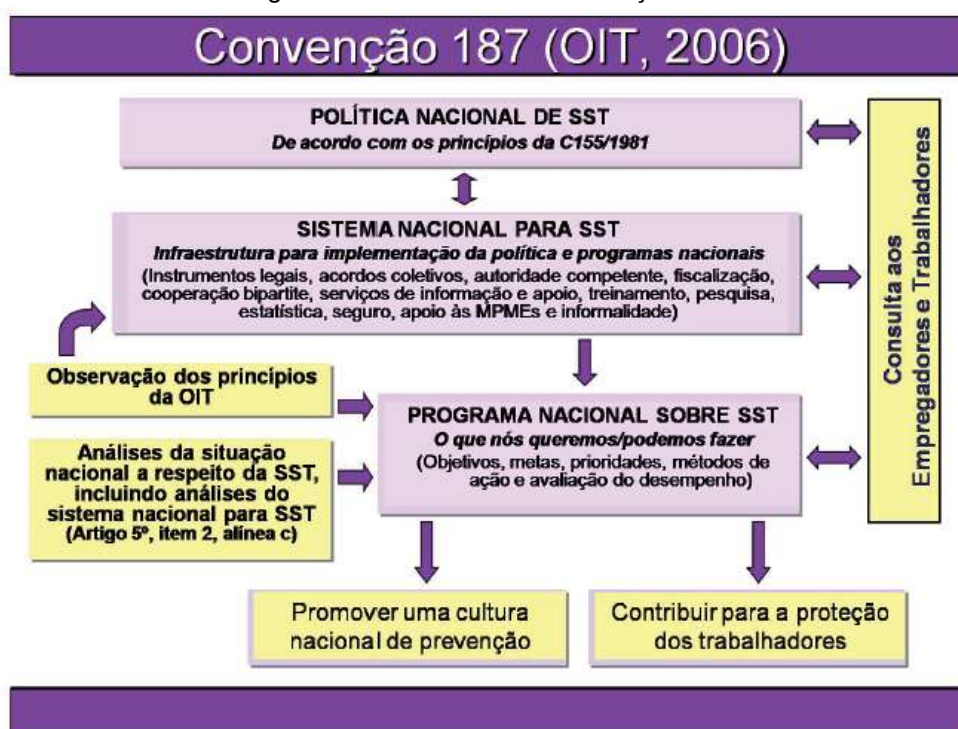 Convenção 187 (OIT, 2006)
POLÍTICA NACIONAL DE SST
De acordo com os princípios da C155/1981
SISTEMA NACIONAL PARA SST
Infraestrutura para implementação da política e programas nacionais
(Instrumentos legais, acordos coletivos, autoridade competente, fiscalização,
cooperação bipartite, serviços de informação e apoio, treinamento, pesquisa,
estatística, seguro, apoio às MPMEs e informalidade)
Consulta aos
Empregadores e Trabalhadores
Observação dos princípios
da OIT
PROGRAMA NACIONAL SOBRE SST
O que nós queremos/podemos fazer
(Objetivos, metas, prioridades, métodos de
ação e avaliação do desempenho)
Análises da situação
nacional a respeito da SST,
incluindo análises do
sistema nacional para SST
(Artigo 5º, item 2, alínea c)
Promover uma cultura
nacional de prevenção
Contribuir para a proteção
dos trabalhadores